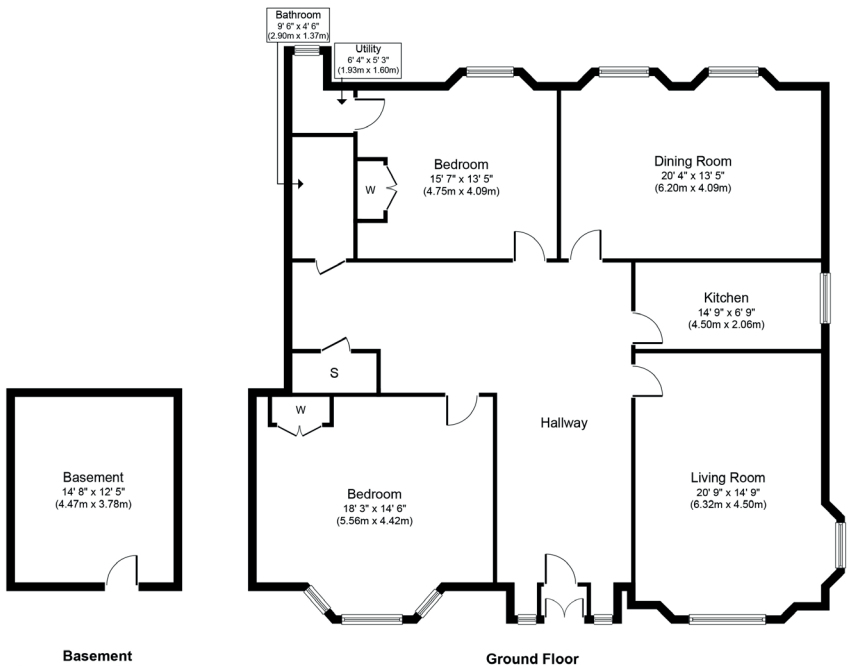 Bathroom
9' 6" x 4' 6"
(2.90m x 1.37m)
Utility
6' 4" x 5' 3"
(1.93m x 1.60m)
Bedroom
15' 7" x 13' 5"
(4.75m x 4.09m)
W
Dining Room
20' 4" x 13' 5"
(6.20m x 4.09m)
Kitchen
14' 9" x 6' 9"
(4.50m x 2.06m)
S
W
Hallway
Basement
14' 8" x 12' 5"
(4.47m x 3.78m)
Bedroom
18' 3" x 14' 6"
(5.56m x 4.42m)
Living Room
20' 9" x 14' 9"
(6.32m x 4.50m)
Basement
Ground Floor